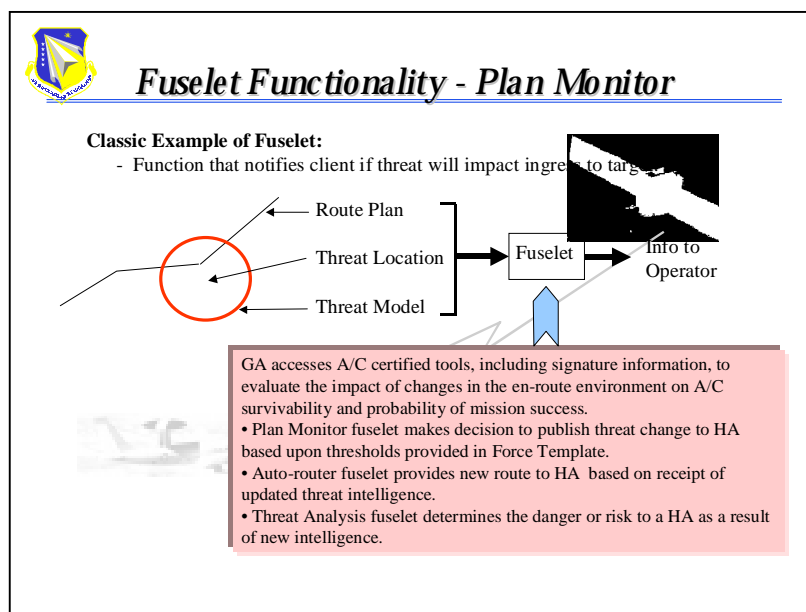 Fuselet Functionality - Plan Monitor
Classic Example of Fuselet:
- Function that notifies client if threat will impact ingress to targ
Route Plan
Threat Location
Threat Model
Fuselet
Info to
Operator
GA accesses A/C certified tools, including signature information, to
evaluate the impact of changes in the en-route environment on A/C
survivability and probability of mission success.
• Plan Monitor fuselet makes decision to publish threat change to HA
based upon thresholds provided in Force Template.
• Auto-router fuselet provides new route to HA based on receipt of
updated threat intelligence.
• Threat Analysis fuselet determines the danger or risk to a HA as a result
of new intelligence.